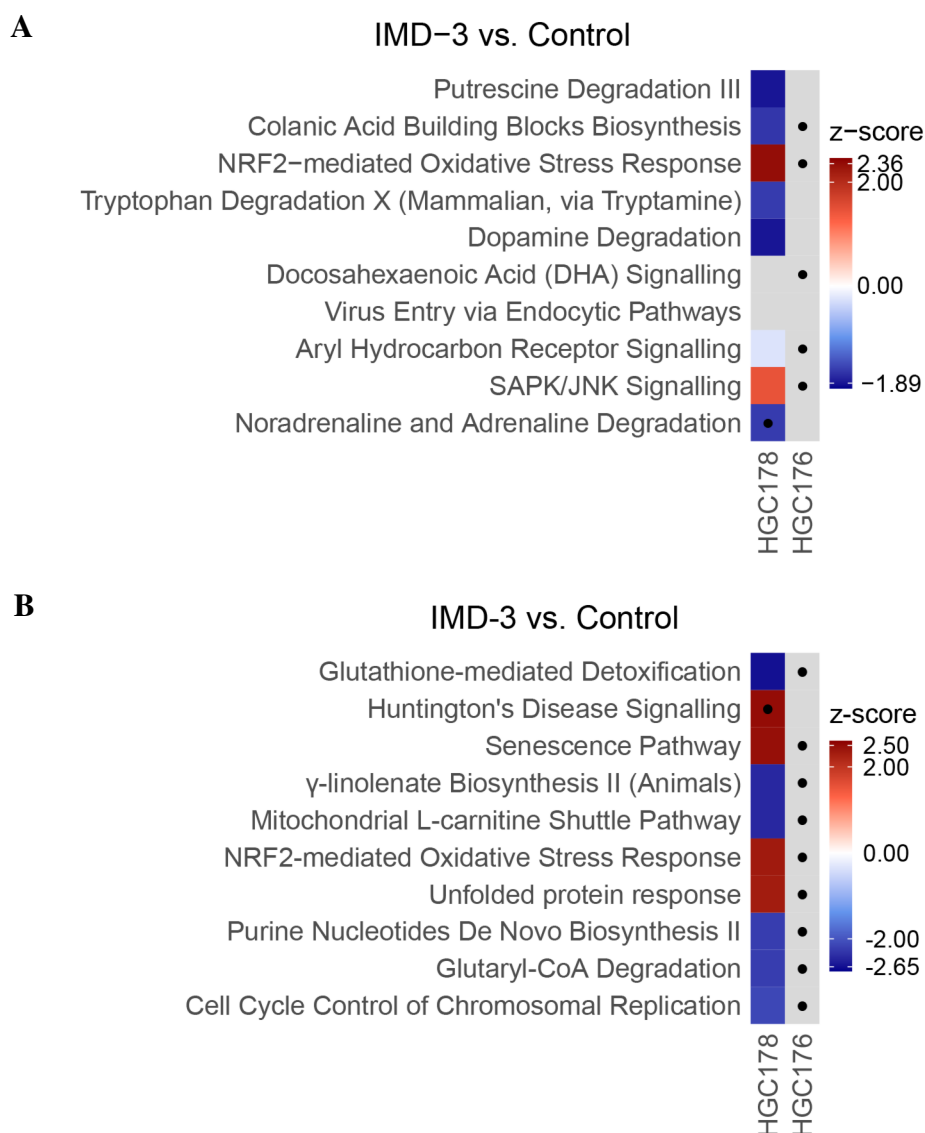 A
IMD−3 vs. Control
Putrescine Degradation III
Colanic Acid Building Blocks Biosynthesis
NRF2−mediated Oxidative Stress Response
Tryptophan Degradation X (Mammalian, via Tryptamine)
Dopamine Degradation
Docosahexaenoic Acid (DHA) Signalling
Virus Entry via Endocytic Pathways
Aryl Hydrocarbon Receptor Signalling
SAPK/JNK Signalling
Noradrenaline and Adrenaline Degradation
z−score
2.36
2.00
0.00
−1.89
HGC178
HGC176
B
IMD-3 vs. Control
Glutathione-mediated Detoxification
Huntington's Disease Signalling
Senescence Pathway
γ-linolenate Biosynthesis II (Animals)
Mitochondrial L-carnitine Shuttle Pathway
NRF2-mediated Oxidative Stress Response
Unfolded protein response
Purine Nucleotides De Novo Biosynthesis II
Glutaryl-CoA Degradation
Cell Cycle Control of Chromosomal Replication
z-score
2.50
2.00
0.00
-2.00
-2.65
HGC178
HGC176